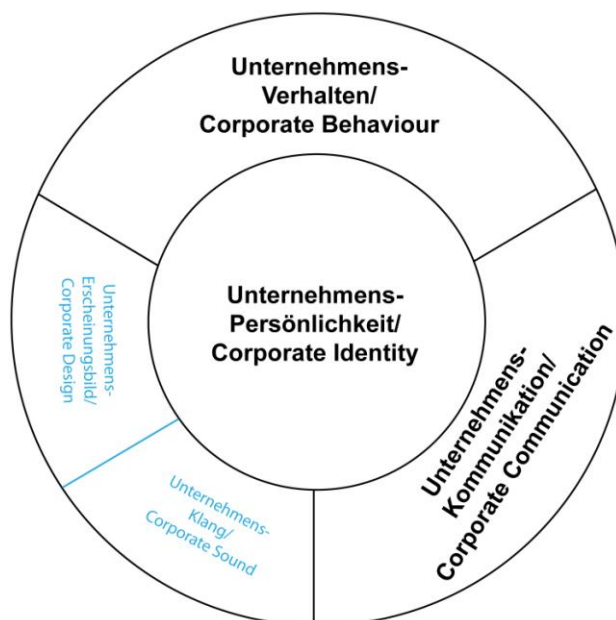 Unternehmens-
Verhalten/
Corporate Behaviour
Unternehmens-
Persönlichkeit/
Corporate Identity
Unternehmens-
Erscheinungsbild/
Corporate Design
Unternehmens-
Kommunikation/
Corporate Communication
Unternehmens-
Klang/
Corporate Sound